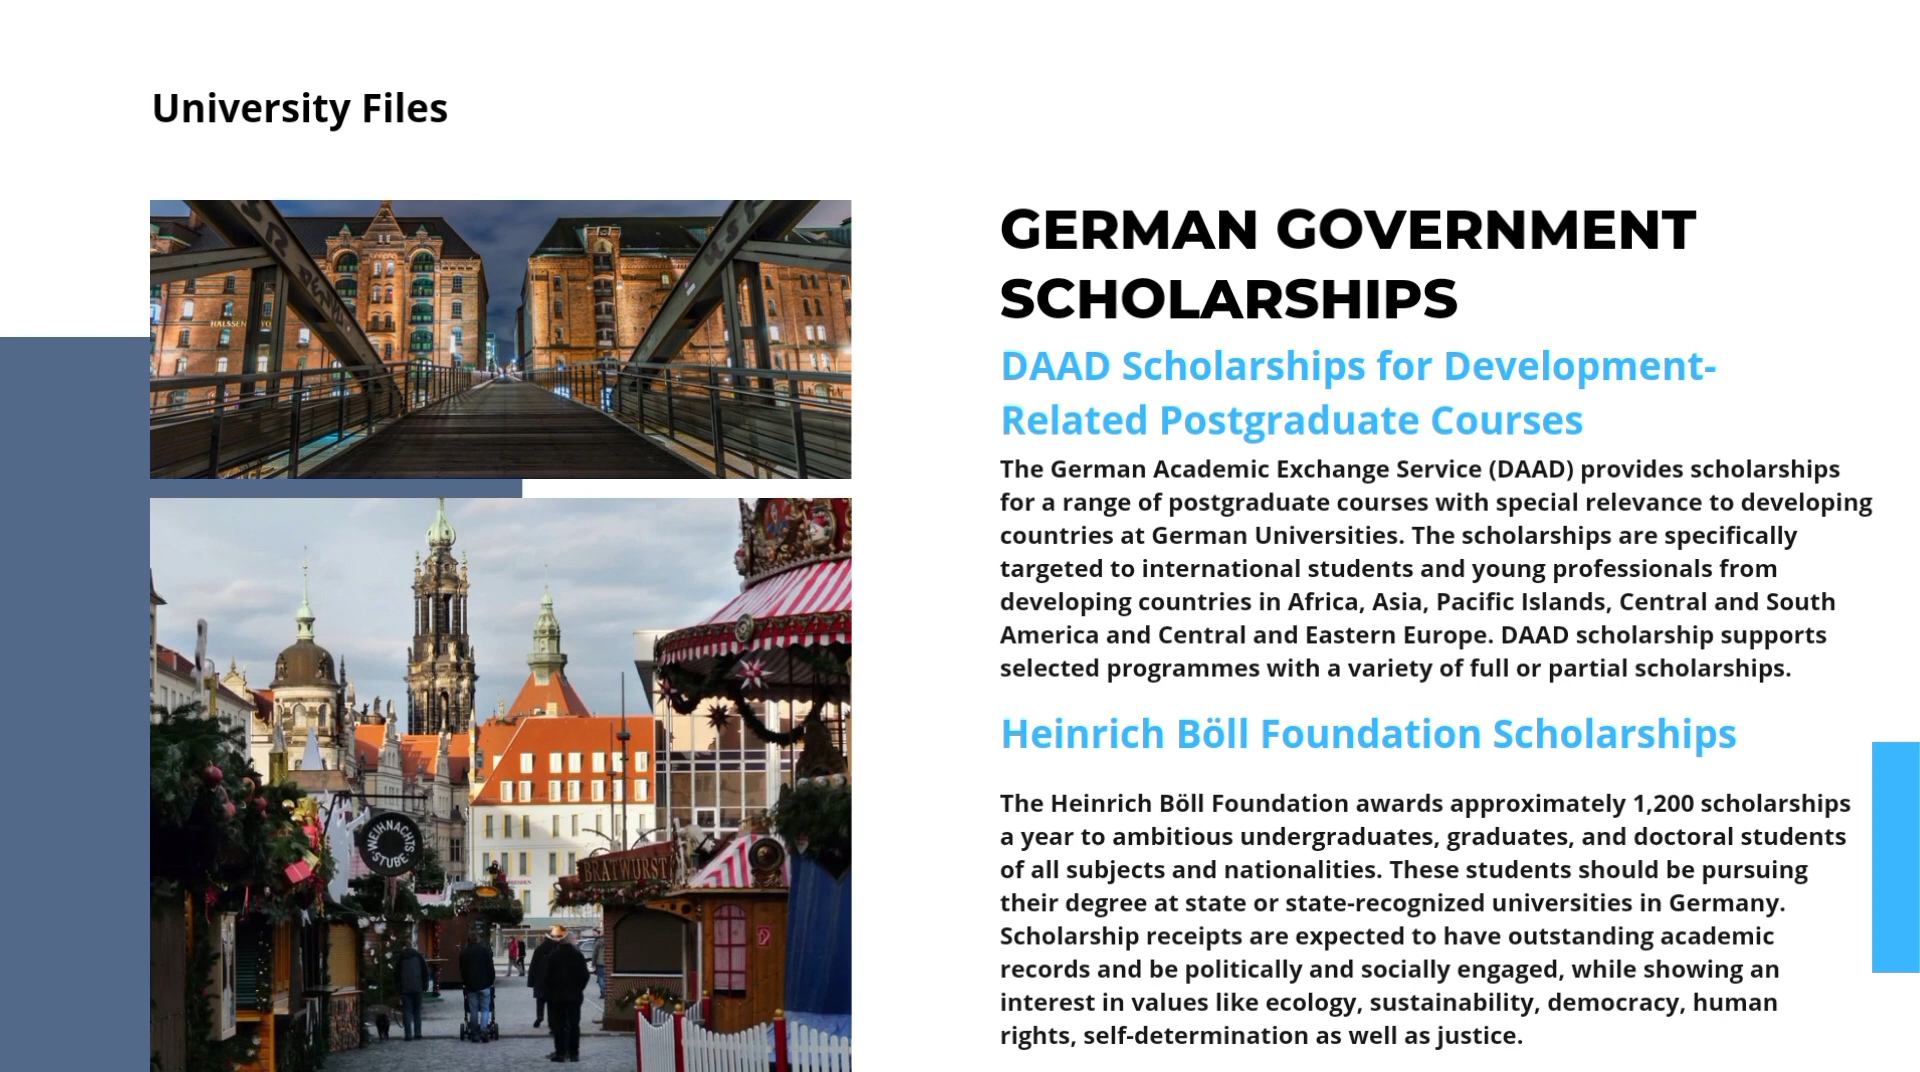 University Files
GERMAN GOVERNMENT
SCHOLARSHIPS
DAAD Scholarships for Development-
Related Postgraduate Courses
The German Academic Exchange Service (DAAD) provides scholarships
for a range of postgraduate courses with special relevance to developing
countries at German Universities. The scholarships are specifically
targeted to international students and young professionals from
developing countries in Africa, Asia, Pacific Islands, Central and South
America and Central and Eastern Europe. DAAD scholarship supports
selected programmes with a variety of full or partial scholarships.
Heinrich Böll Foundation Scholarships
The Heinrich Böll Foundation awards approximately 1,200 scholarships
a year to ambitious undergraduates, graduates, and doctoral students
of all subjects and nationalities. These students should be pursuing
their degree at state or state-recognized universities in Germany.
Scholarship receipts are expected to have outstanding academic
records and be politically and socially engaged, while showing an
interest in values like ecology, sustainability, democracy, human
rights, self-determination as well as justice.
WEIHNACHTS
STUBE
BRATWURST